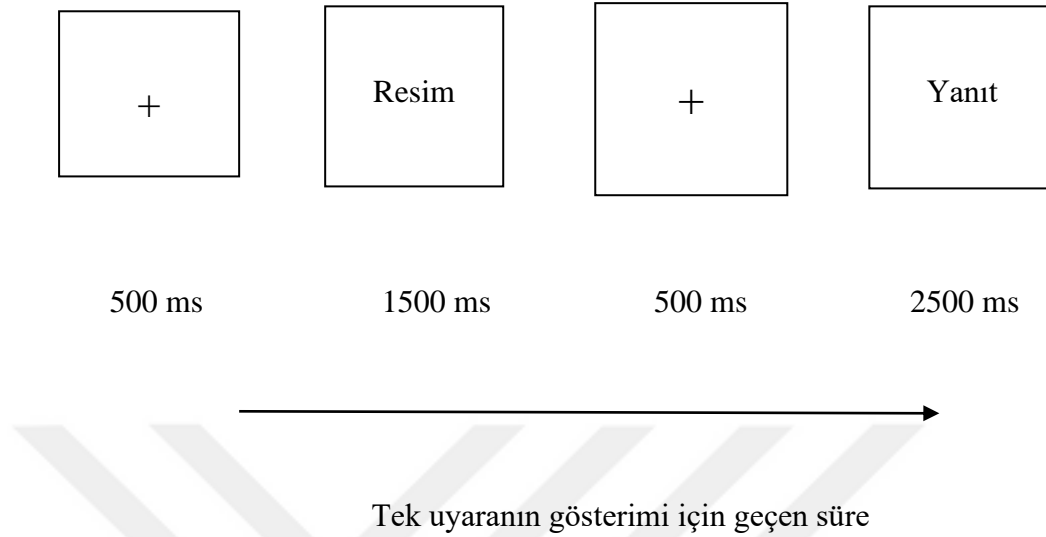 + Resim + Yanıt
500 ms 1500 ms 500 ms 2500 ms
Tek uyaranın gösterimi için geçen süre